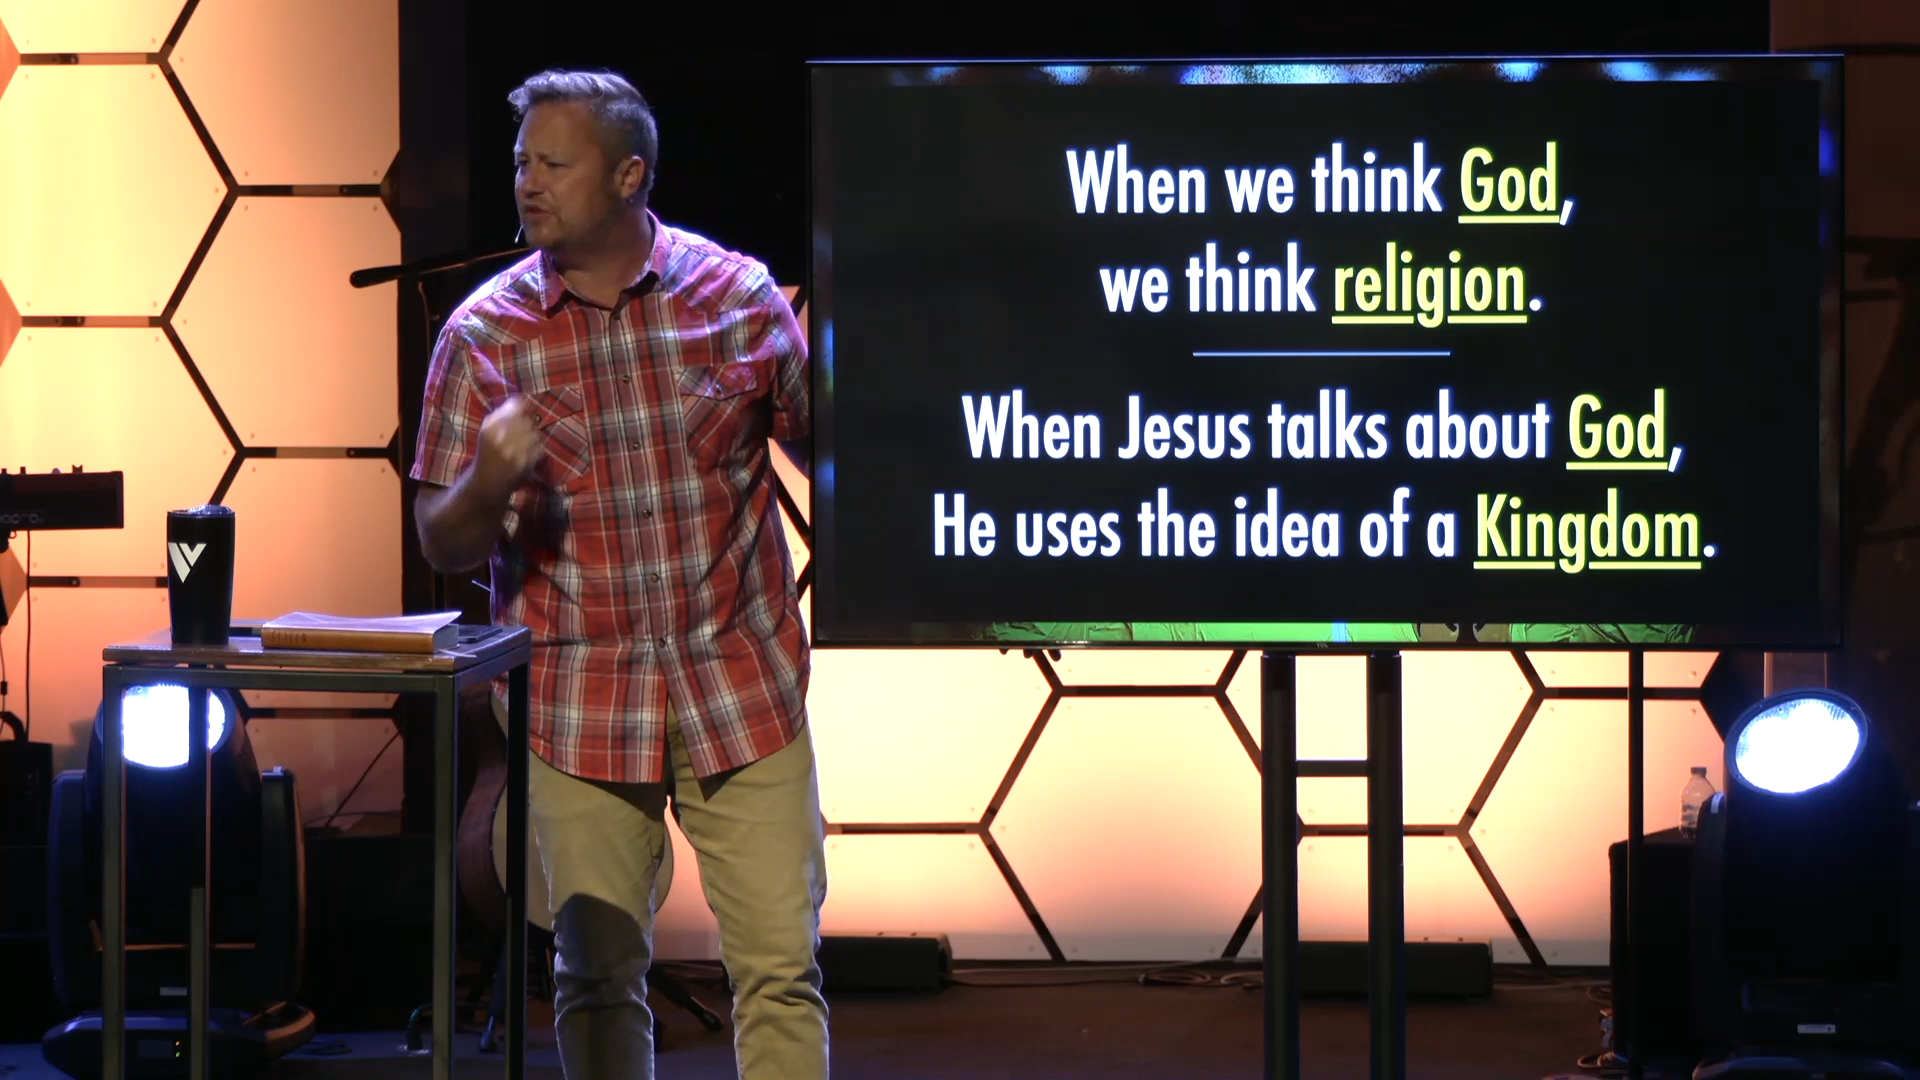 When we think God,
we think religion.
When Jesus talks about God,
He uses the idea of a Kingdom.